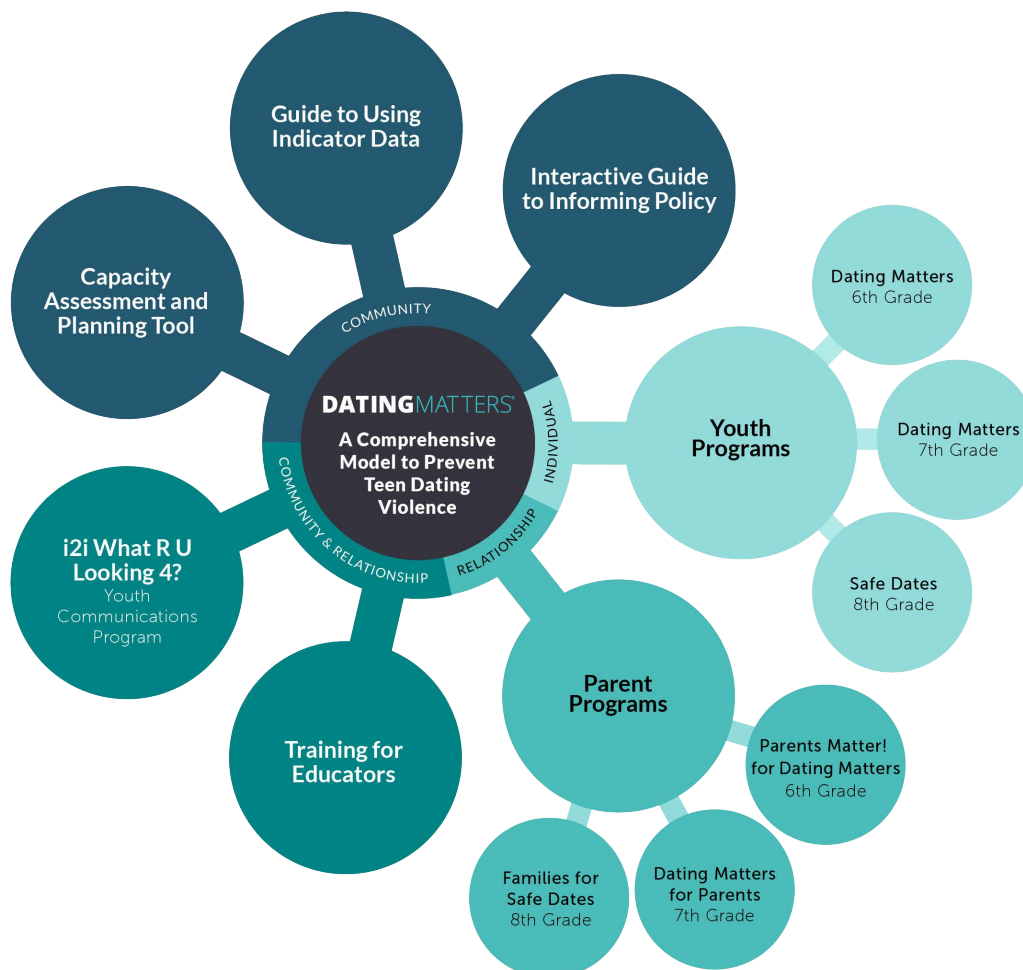 Guide to Using
Indicator Data
Interactive Guide
to Informing Policy
Capacity
Assessment and
Planning Tool
COMMUNITY
DATINGMATTERS®
A Comprehensive
Model to Prevent
Teen Dating
Violence
INDIVIDUAL
RELATIONSHIP
COMMUNITY & RELATIONSHIP
Youth
Programs
Dating Matters
6th Grade
Dating Matters
7th Grade
Safe Dates
8th Grade
i2i What R U
Looking 4?
Youth
Communications
Program
Training for
Educators
Parent
Programs
Parents Matter!
for Dating Matters
6th Grade
Dating Matters
for Parents
7th Grade
Families for
Safe Dates
8th Grade